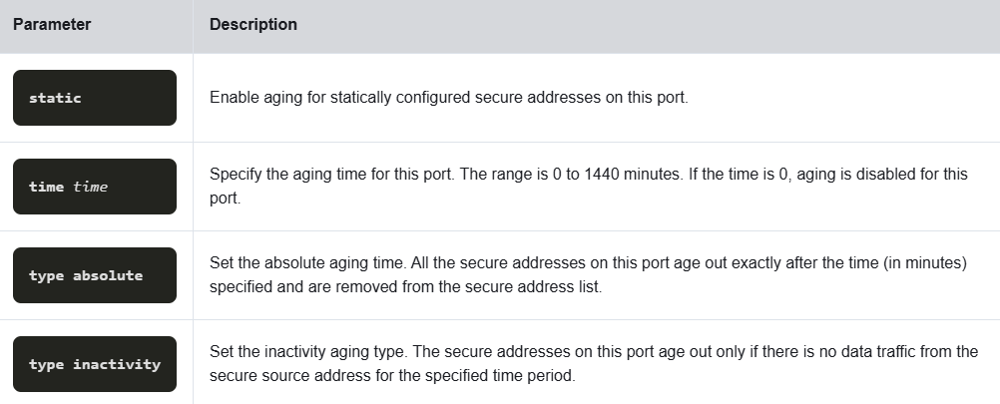 Parameter Description
static
Enable aging for statically configured secure addresses on this port.
time time
Specify the aging time for this port. The range is 0 to 1440 minutes. If the time is 0, aging is disabled for this
port.
type absolute
Set the absolute aging time. All the secure addresses on this port age out exactly after the time (in minutes)
specified and are removed from the secure address list.
type inactivity
Set the inactivity aging type. The secure addresses on this port age out only if there is no data traffic from the
secure source address for the specified time period.